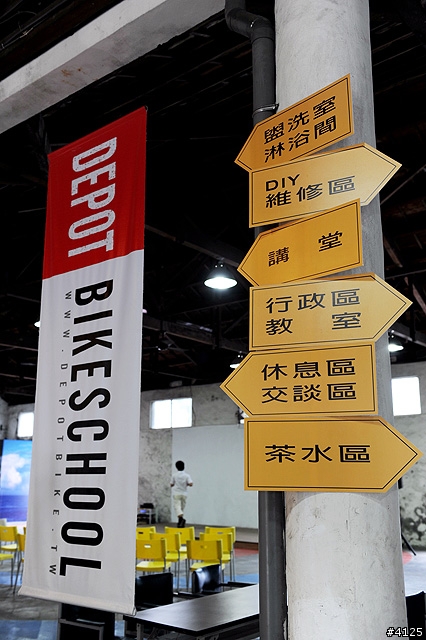 DEPOT
BIKESCHOOL
WWW.DEPOTBIKE.TW
盥洗室
淋浴間
DIY
維修區
講堂
行政區
教室
休息區
交談區
茶水區
#4125